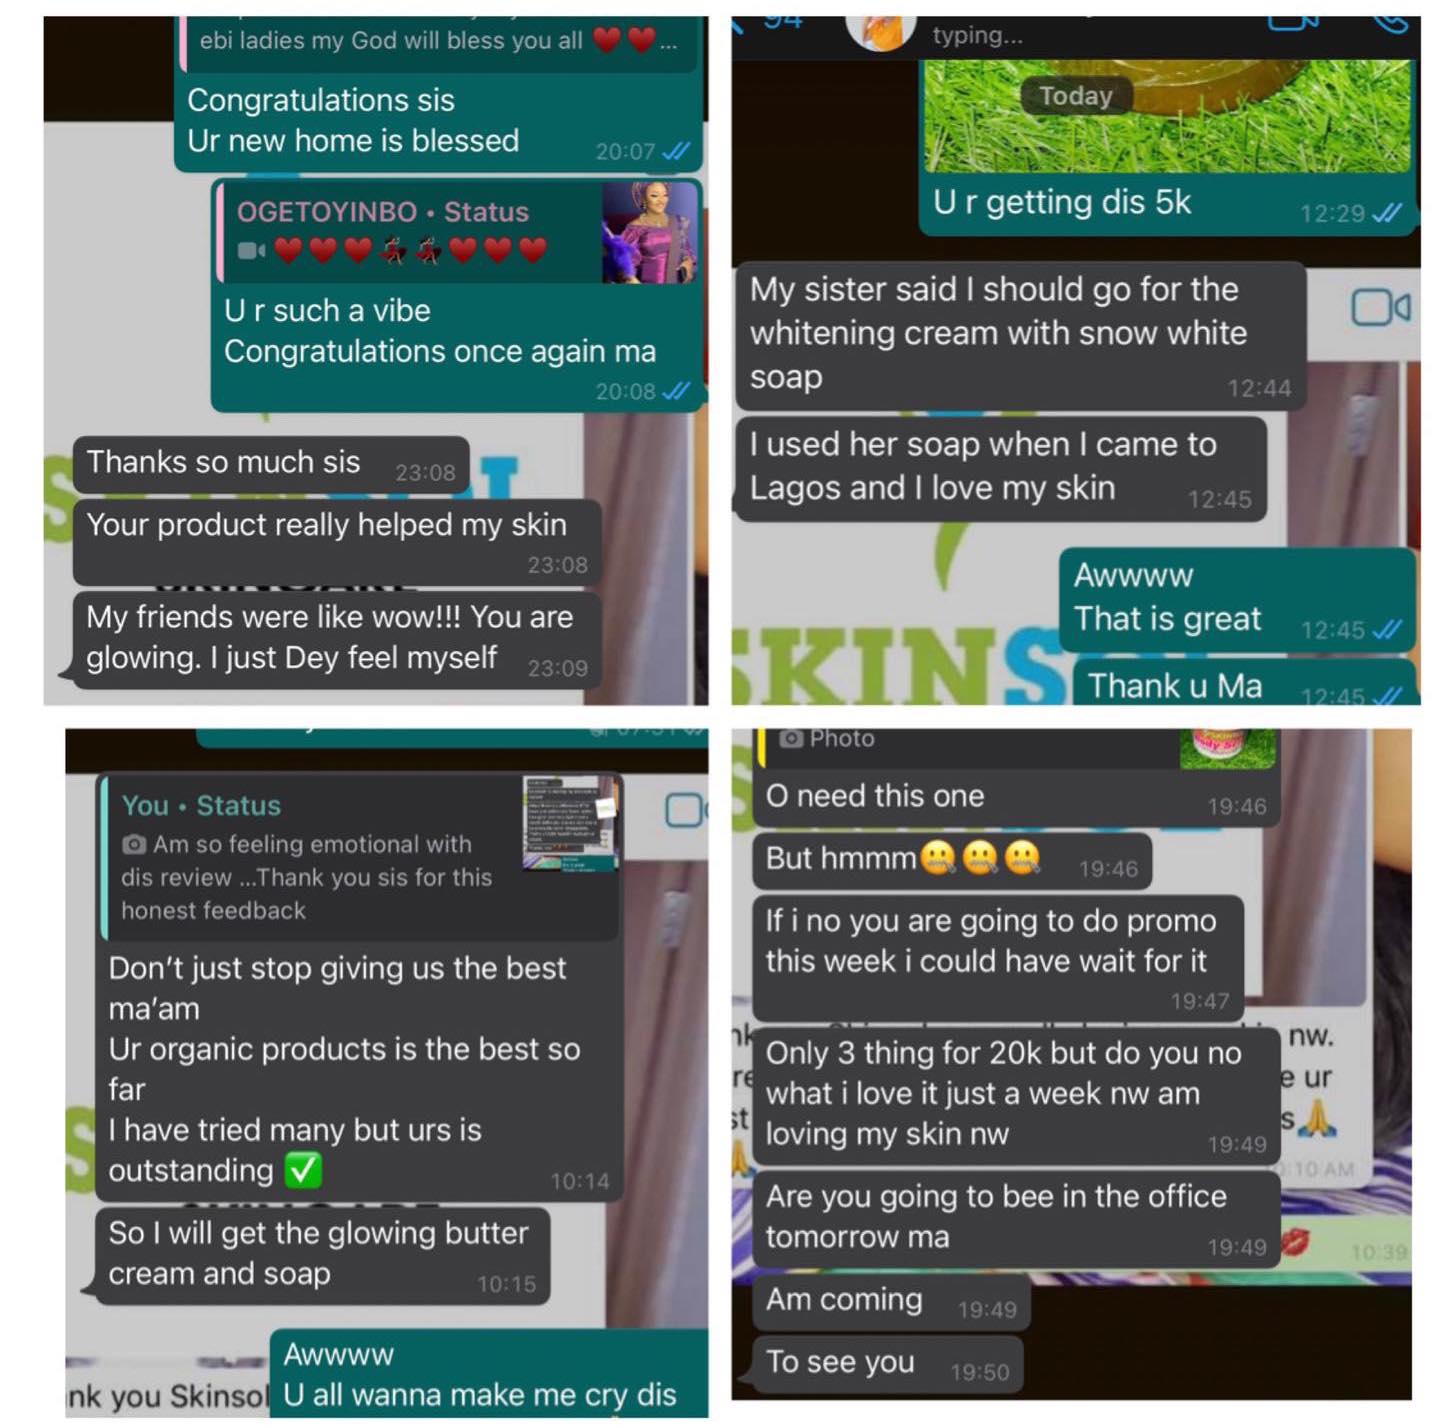 ebi ladies my God will bless you all ❤️❤️...
Congratulations sis
Ur new home is blessed
20:07
OGETOYINBO • Status
❤️❤️❤️💃🏿💃🏿❤️❤️❤️
U r such a vibe
Congratulations once again ma
20:08
Thanks so much sis
23:08
Your product really helped my skin
23:08
My friends were like wow!!! You are
glowing. I just Dey feel myself
23:09
94
typing...
Today
U r getting dis 5k
12:29
My sister said I should go for the
whitening cream with snow white
soap
12:44
I used her soap when I came to
Lagos and I love my skin
12:45
Awwww
That is great
12:45
SKINS
Thank u Ma
12:45
You • Status
Am so feeling emotional with
dis review ...Thank you sis for this
honest feedback
Don't just stop giving us the best
ma'am
Ur organic products is the best so
far
I have tried many but urs is
outstanding ✅
10:14
So I will get the glowing butter
cream and soap
10:15
Awwww
nk you Skinsol
U all wanna make me cry dis
Photo
O need this one
19:46
But hmmm🤐🤐🤐
19:46
If i no you are going to do promo
this week i could have wait for it
19:47
nw.
Only 3 thing for 20k but do you no
what i love it just a week nw am
e ur
loving my skin nw
s🙏
19:49
10:10 AM
Are you going to bee in the office
tomorrow ma
19:49
💋
10:39
Am coming
19:49
To see you
19:50